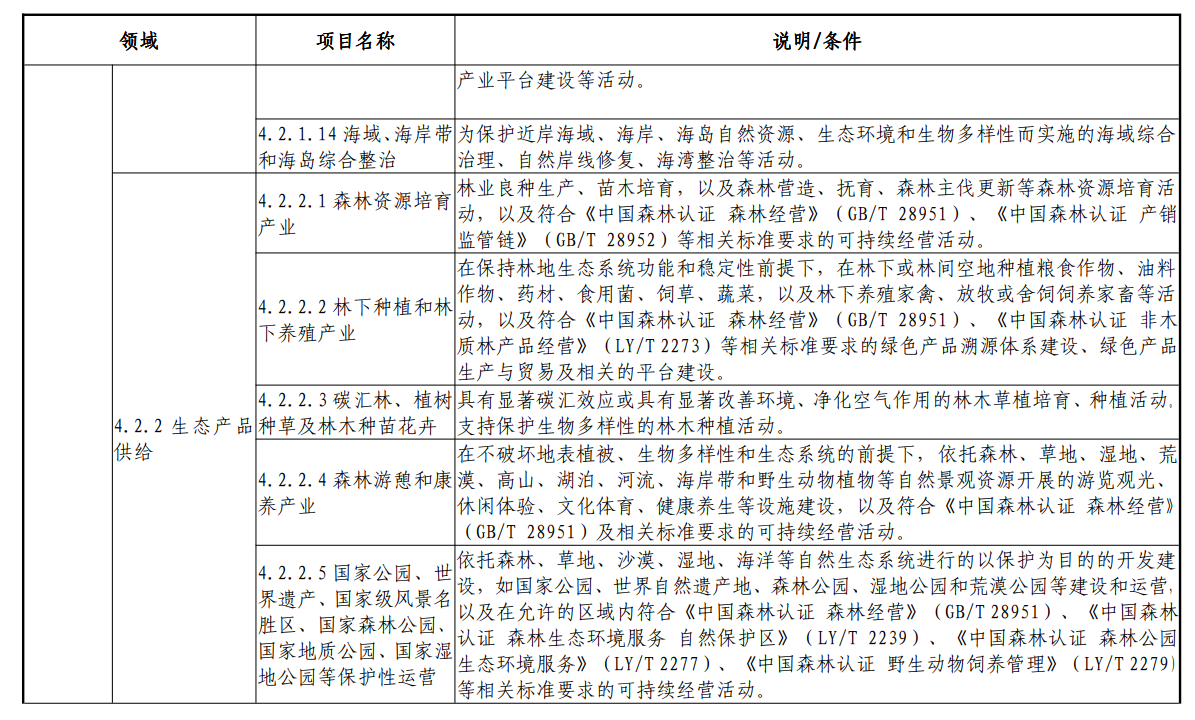 领域 项目名称 说明/条件
产业平台建设等活动。
4.2.1.14 海域、海岸带
和海岛综合整治
为保护近岸海域、海岸、海岛自然资源、生态环境和生物多样性而实施的海域综合
治理、自然岸线修复、海湾整治等活动。
4.2.2 生态产品
供给
4.2.2.1 森林资源培育
产业
林业良种生产、苗木培育，以及森林营造、抚育、森林主伐更新等森林资源培育活
动，以及符合《中国森林认证 森林经营》（GB/T 28951）、《中国森林认证 产销
监管链》（GB/T 28952）等相关标准要求的可持续经营活动。
4.2.2.2 林下种植和林
下养殖产业
在保持林地生态系统功能和稳定性前提下，在林下或林间空地种植粮食作物、油料
作物、药材、食用菌、饲草、蔬菜，以及林下养殖家禽、放牧或舍饲饲养家畜等活
动，以及符合《中国森林认证 森林经营》（GB/T 28951）、《中国森林认证 非木
质林产品经营》（LY/T 2273）等相关标准要求的绿色产品溯源体系建设、绿色产品
生产与贸易及相关的平台建设。
4.2.2.3 碳汇林、植树
种草及林木种苗花卉
具有显著碳汇效应或具有显著改善环境、净化空气作用的林木草植培育、种植活动，
支持保护生物多样性的林木种植活动。
4.2.2.4 森林游憩和康
养产业
在不破坏地表植被、生物多样性和生态系统的前提下，依托森林、草地、湿地、荒
漠、高山、湖泊、河流、海岸带和野生动物植物等自然景观资源开展的游览观光、
休闲体验、文化体育、健康养生等设施建设，以及符合《中国森林认证 森林经营》
（GB/T 28951）及相关标准要求的可持续经营活动。
4.2.2.5 国家公园、世
界遗产、国家级风景名
胜区、国家森林公园、
国家地质公园、国家湿
地公园等保护性运营
依托森林、草地、沙漠、湿地、海洋等自然生态系统进行的以保护为目的的开发建
设，如国家公园、世界自然遗产地、森林公园、湿地公园和荒漠公园等建设和运营，
以及在允许的区域内符合《中国森林认证 森林经营》（GB/T 28951）、《中国森林
认证 森林生态环境服务 自然保护区》（LY/T 2239）、《中国森林认证 森林公园
生态环境服务》（LY/T 2277）、《中国森林认证 野生动物饲养管理》（LY/T 2279）
等相关标准要求的可持续经营活动。